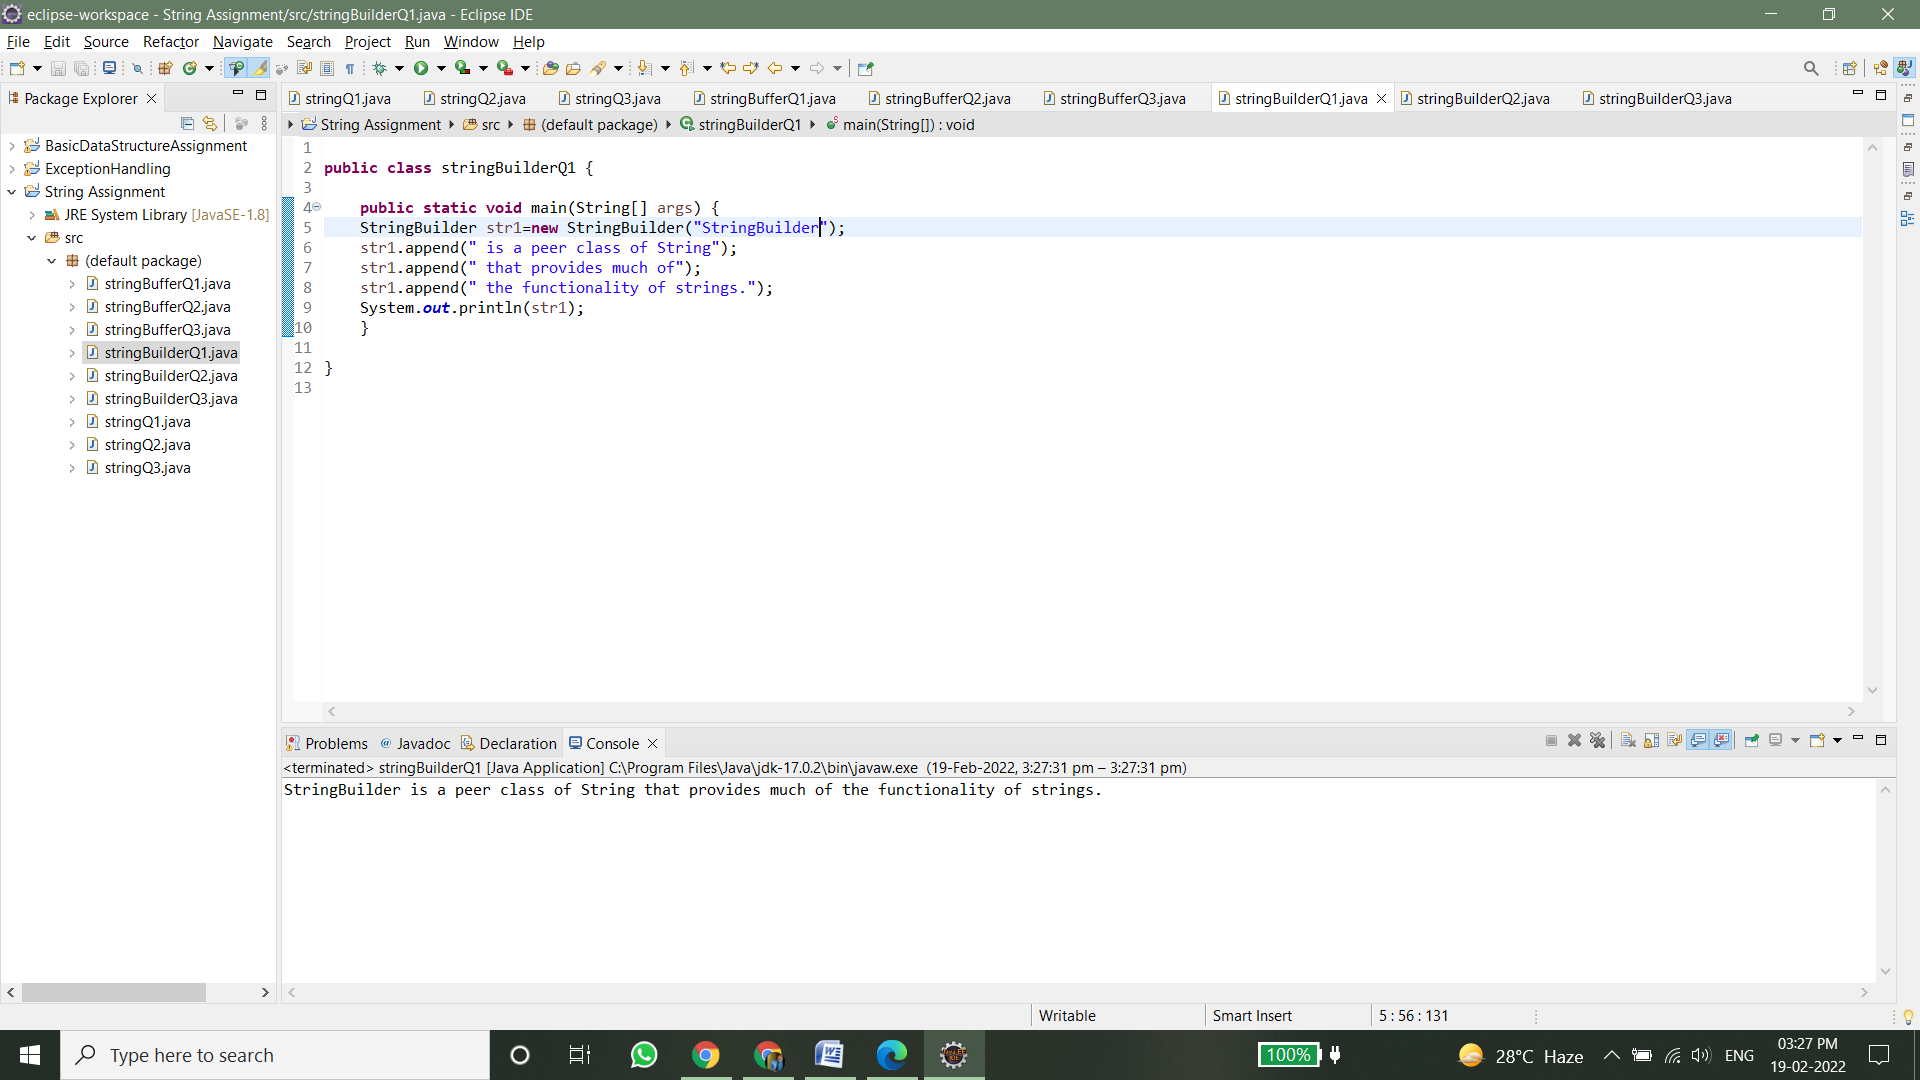 eclipse-workspace - String Assignment/src/stringBuilderQ1.java - Eclipse IDE
File Edit Source Refactor Navigate Search Project Run Window Help
Package Explorer
BasicDataStructureAssignment
ExceptionHandling
String Assignment
JRE System Library [JavaSE-1.8]
src
(default package)
stringBufferQ1.java
stringBufferQ2.java
stringBufferQ3.java
stringBuilderQ1.java
stringBuilderQ2.java
stringBuilderQ3.java
stringQ1.java
stringQ2.java
stringQ3.java
stringQ1.java stringQ2.java stringQ3.java stringBufferQ1.java stringBufferQ2.java stringBufferQ3.java stringBuilderQ1.java stringBuilderQ2.java stringBuilderQ3.java
String Assignment src (default package) stringBuilderQ1 main(String[]) : void
1
2 public class stringBuilderQ1 {
3
4 public static void main(String[] args) {
5 StringBuilder str1=new StringBuilder("StringBuilder");
6 str1.append(" is a peer class of String");
7 str1.append(" that provides much of");
8 str1.append(" the functionality of strings.");
9 System.out.println(str1);
10 }
11
12 }
13
Problems Javadoc Declaration Console
<terminated> stringBuilderQ1 [Java Application] C:\Program Files\Java\jdk-17.0.2\bin\javaw.exe (19-Feb-2022, 3:27:31 pm – 3:27:31 pm)
StringBuilder is a peer class of String that provides much of the functionality of strings.
Writable Smart Insert 5 : 56 : 131
Type here to search
100% 28°C Haze ENG 03:27 PM
19-02-2022